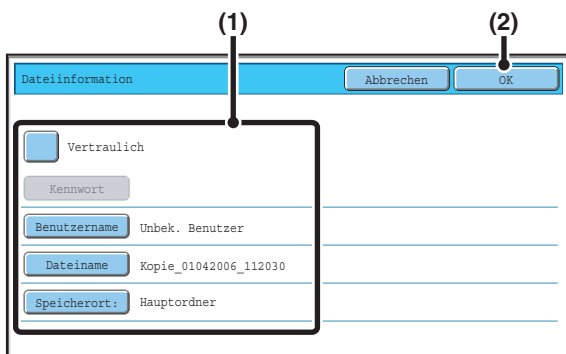 (1) (2)
Dateiinformation Abbrechen OK
Vertraulich
Kennwort
Benutzername Unbek. Benutzer
Dateiname Kopie_01042006_112030
Speicherort: Hauptordner